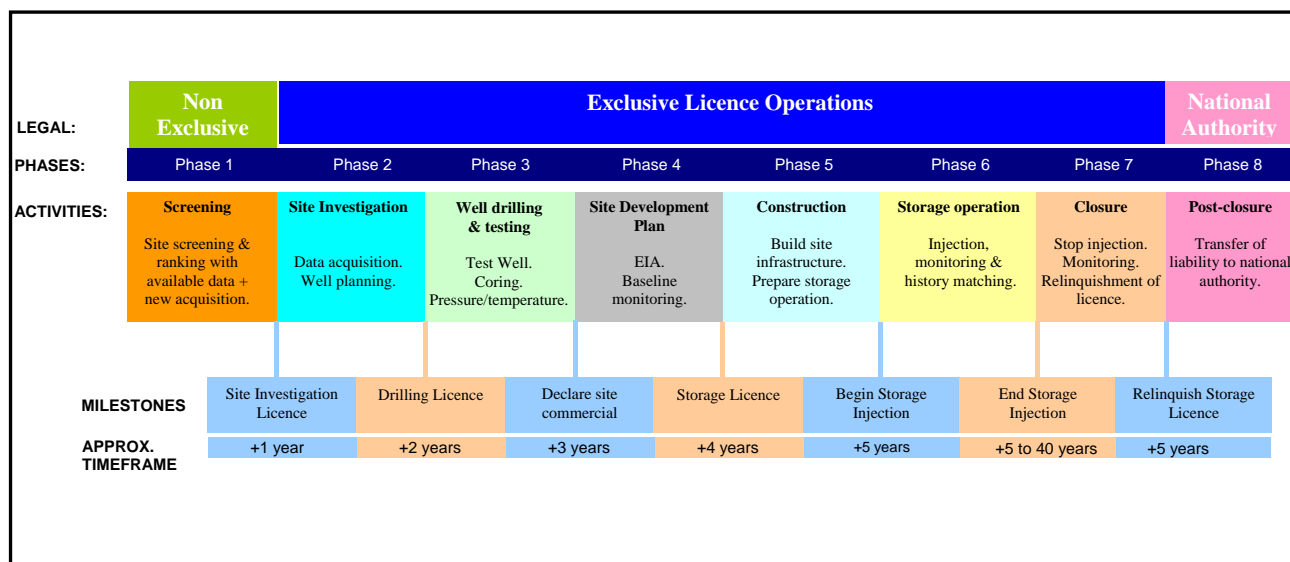 LEGAL:
Non
Exclusive
Exclusive Licence Operations
National
Authority
PHASES:
Phase 1
Phase 2
Phase 3
Phase 4
Phase 5
Phase 6
Phase 7
Phase 8
ACTIVITIES:
Screening
Site screening &
ranking with
available data +
new acquisition.
Site Investigation
Data acquisition.
Well planning.
Well drilling
& testing
Test Well.
Coring.
Pressure/temperature.
Site Development
Plan
EIA.
Baseline
monitoring.
Construction
Build site
infrastructure.
Prepare storage
operation.
Storage operation
Injection,
monitoring &
history matching.
Closure
Stop injection.
Monitoring.
Relinquishment of
licence.
Post-closure
Transfer of
liability to national
authority.
MILESTONES
Site Investigation
Licence
Drilling Licence
Declare site
commercial
Storage Licence
Begin Storage
Injection
End Storage
Injection
Relinquish Storage
Licence
APPROX.
TIMEFRAME
+1 year
+2 years
+3 years
+4 years
+5 years
+5 to 40 years
+5 years